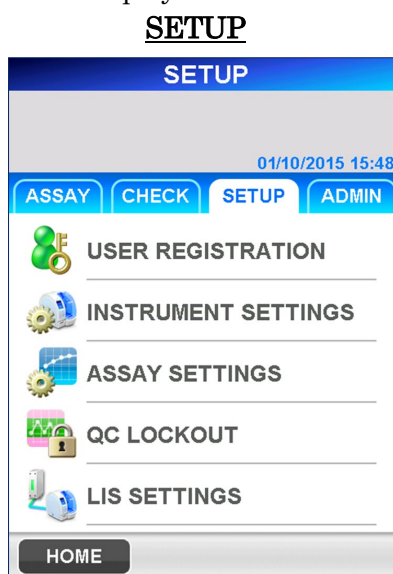 SETUP
SETUP
01/10/2015 15:48
ASSAY CHECK SETUP ADMIN
USER REGISTRATION
INSTRUMENT SETTINGS
ASSAY SETTINGS
QC LOCKOUT
LIS SETTINGS
HOME